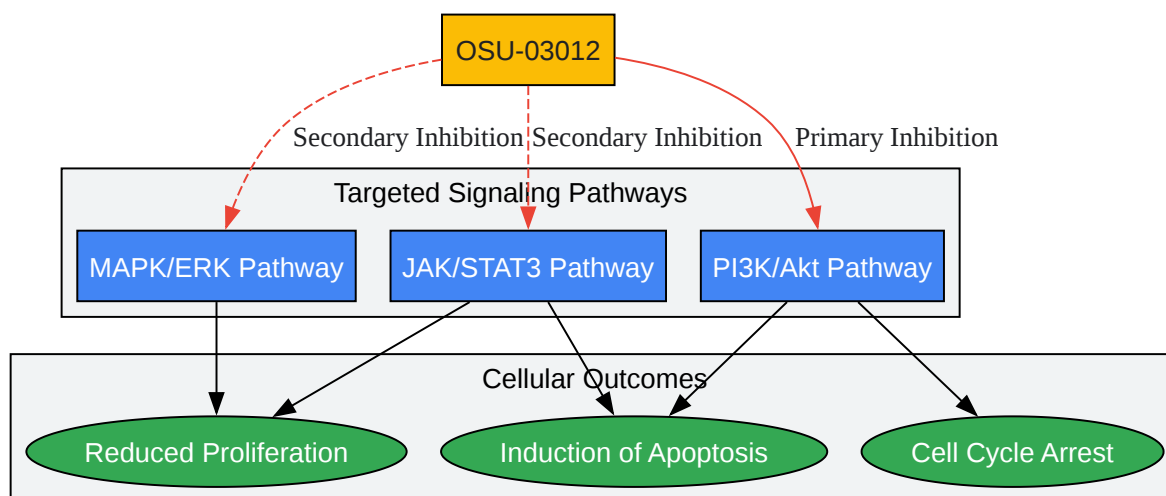 OSU-03012
Secondary Inhibition
Secondary Inhibition
Primary Inhibition
Targeted Signaling Pathways
MAPK/ERK Pathway
JAK/STAT3 Pathway
PI3K/Akt Pathway
Cellular Outcomes
Reduced Proliferation
Induction of Apoptosis
Cell Cycle Arrest